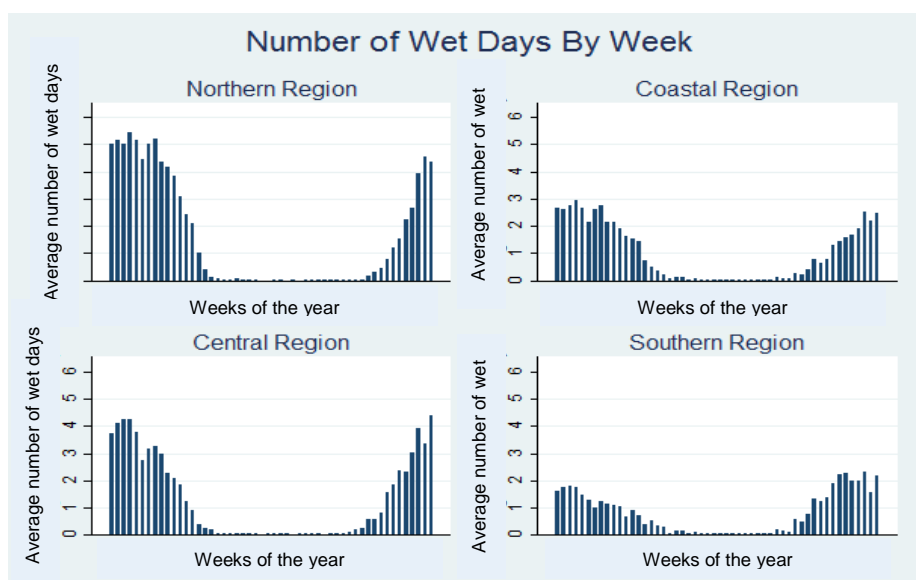 Number of Wet Days By Week
Northern Region
Average number of wet days
Weeks of the year
Coastal Region
Average number of wet
6
5
4
3
2
1
0
Weeks of the year
Central Region
Average number of wet days
6
5
4
3
2
1
0
Weeks of the year
Southern Region
Average number of wet
6
5
4
3
2
1
0
Weeks of the year